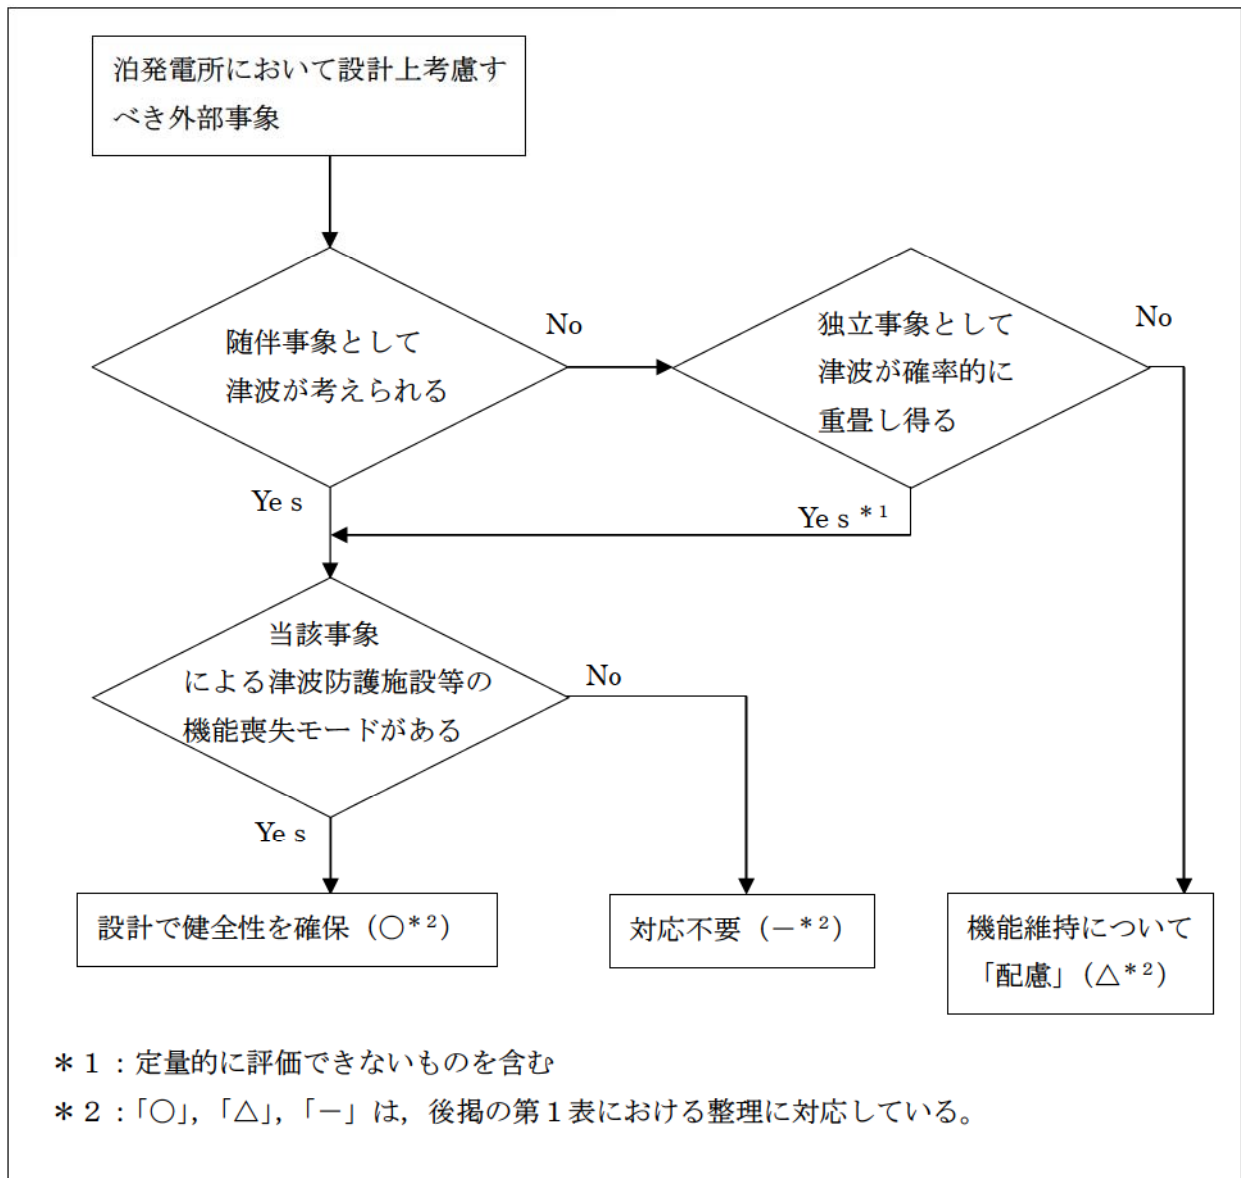 泊発電所において設計上考慮す
べき外部事象
随伴事象として
津波が考えられる
No
独立事象として
津波が確率的に
重畳し得る
No
Yes
Yes＊1
当該事象
による津波防護施設等の
機能喪失モードがある
No
Yes
設計で健全性を確保（○＊2）
対応不要（－＊2）
機能維持について
「配慮」（△＊2）
＊１：定量的に評価できないものを含む
＊２：「○」，「△」，「－」は，後掲の第１表における整理に対応している。